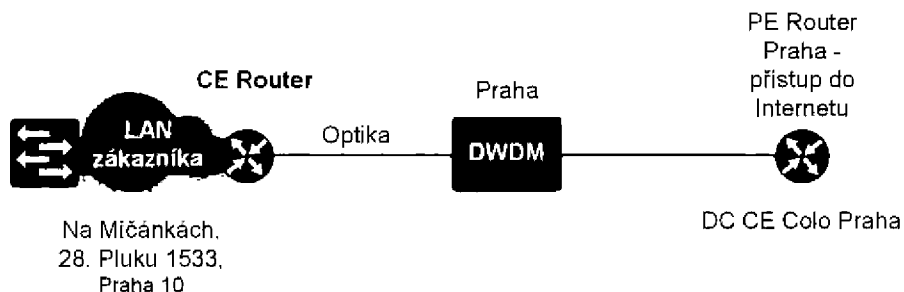 PE Router
Praha -
přístup do
Internetu
CE Router
Praha
LAN
zákazníka
Optika
DWDM
Na Míčánkách,
28. Pluku 1533,
Praha 10
DC CE Colo Praha